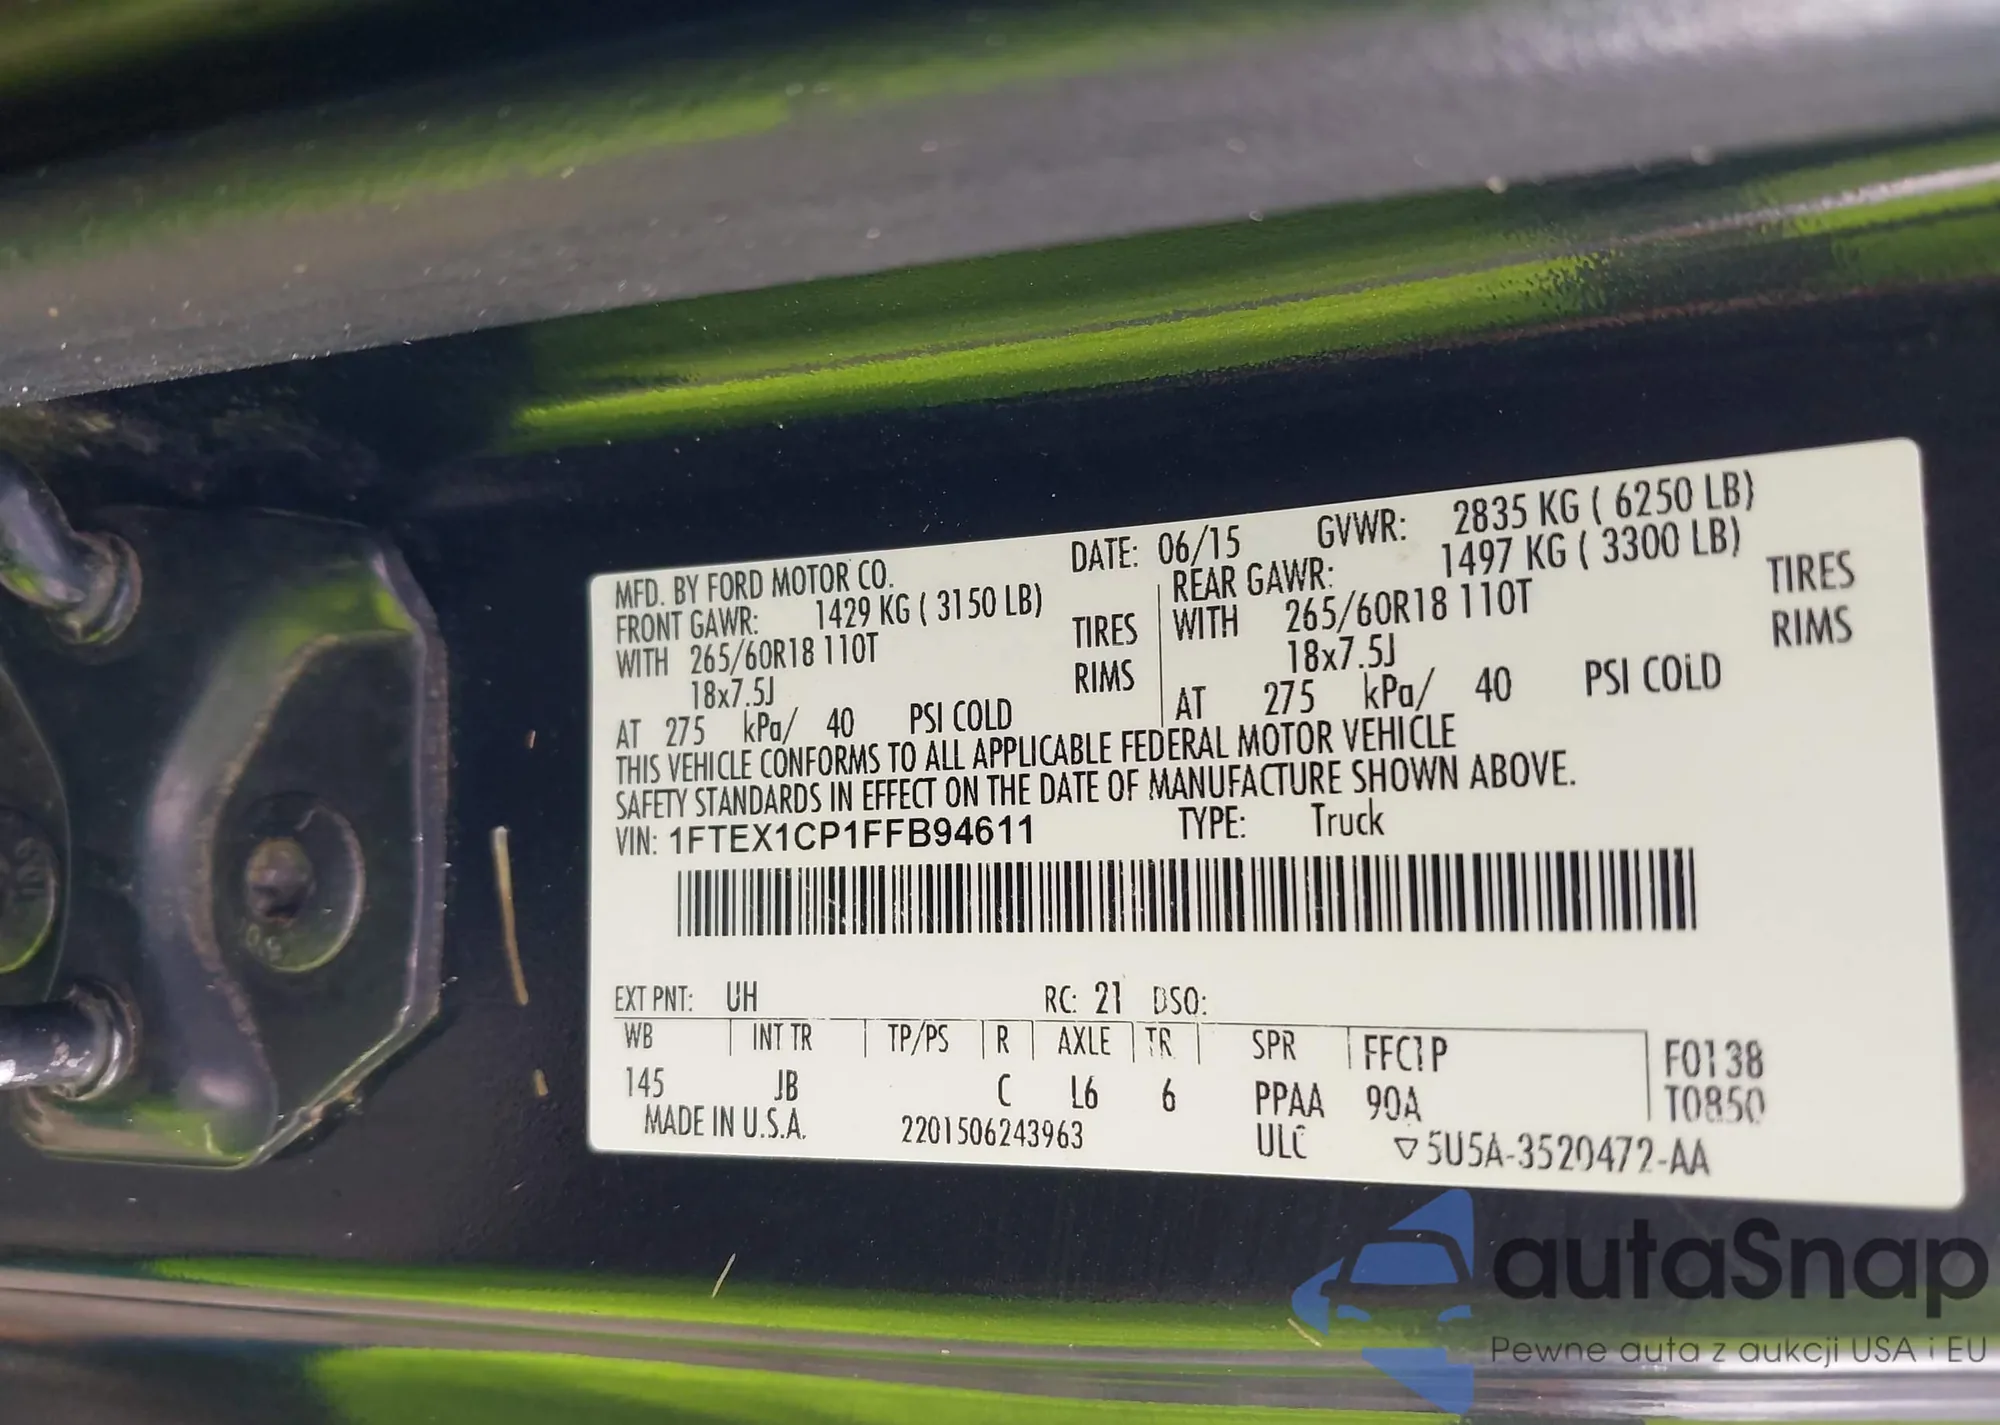 MFD. BY FORD MOTOR CO. DATE: 06/15 GVWR: 2835 KG ( 6250 LB)
FRONT GAWR: 1429 KG ( 3150 LB) REAR GAWR: 1497 KG ( 3300 LB)
WITH 265/60R18 110T TIRES WITH 265/60R18 110T TIRES
18x7.5J RIMS 18x7.5J RIMS
AT 275 kPa/ 40 PSI COLD AT 275 kPa/ 40 PSI COLD
THIS VEHICLE CONFORMS TO ALL APPLICABLE FEDERAL MOTOR VEHICLE
SAFETY STANDARDS IN EFFECT ON THE DATE OF MANUFACTURE SHOWN ABOVE.
VIN: 1FTEX1CP1FFB94611 TYPE: Truck
EXT PNT: UH RC: 21 DSO:
WB INT TR TP/PS R AXLE TR SPR FFC1P F0138
145 JB C L6 6 PPAA 90A T0850
MADE IN U.S.A. 2201506243963 ULC ▽5U5A-3520472-AA
autaSnap
Pewne auta z aukcji USA i EU